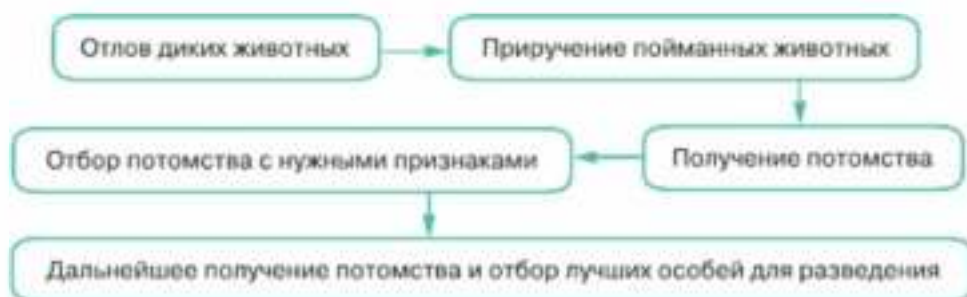 Отлов диких животных
Приручение пойманных животных
Получение потомства
Отбор потомства с нужными признаками
Дальнейшее получение потомства и отбор лучших особей для разведения